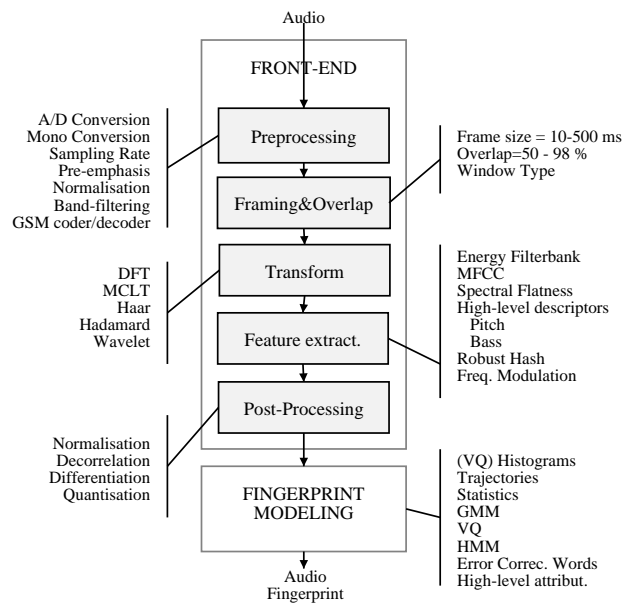 Audio
FRONT-END
A/D Conversion
Mono Conversion
Sampling Rate
Pre-emphasis
Normalisation
Band-filtering
GSM coder/decoder
Preprocessing
Frame size = 10-500 ms
Overlap=50 - 98 %
Window Type
Framing&Overlap
DFT
MCLT
Haar
Hadamard
Wavelet
Transform
Energy Filterbank
MFCC
Spectral Flatness
High-level descriptors
Pitch
Bass
Robust Hash
Freq. Modulation
Feature extract.
Post-Processing
Normalisation
Decorrelation
Differentiation
Quantisation
FINGERPRINT
MODELING
(VQ) Histograms
Trajectories
Statistics
GMM
VQ
HMM
Error Correc. Words
High-level attribut.
Audio
Fingerprint